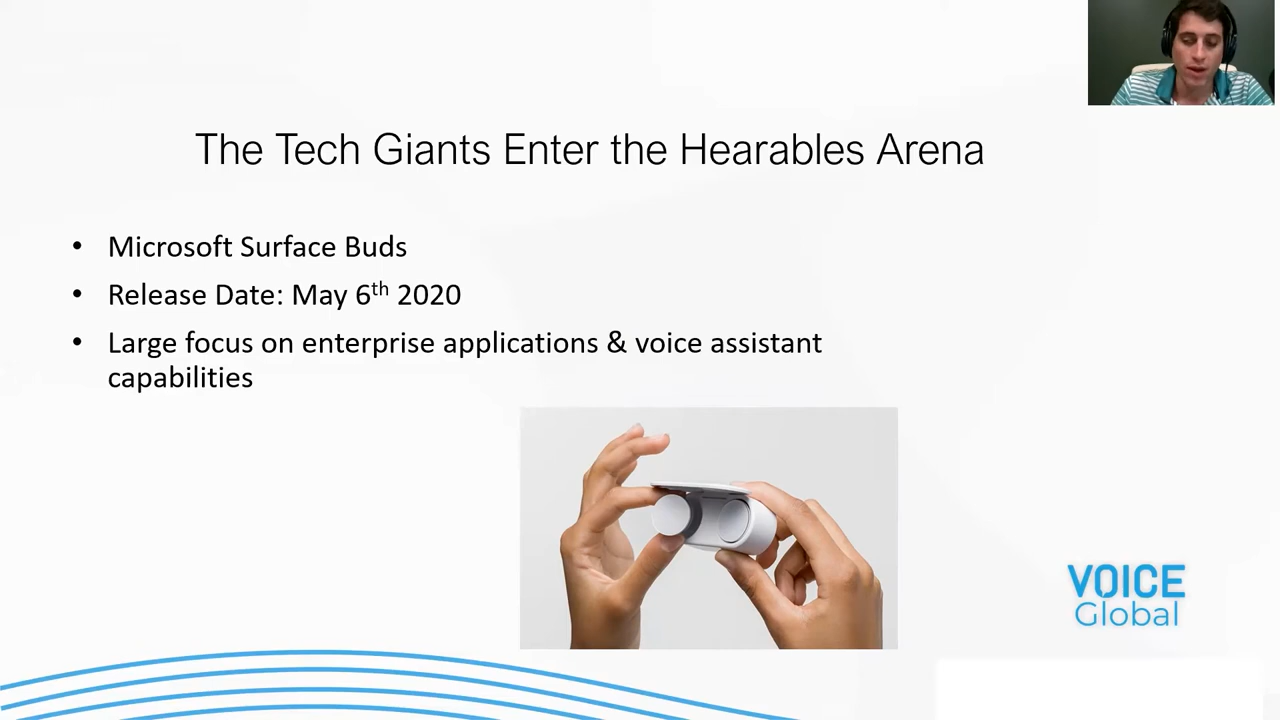 The Tech Giants Enter the Hearables Arena
• Microsoft Surface Buds
• Release Date: May 6th 2020
• Large focus on enterprise applications & voice assistant
capabilities
VOICE
Global